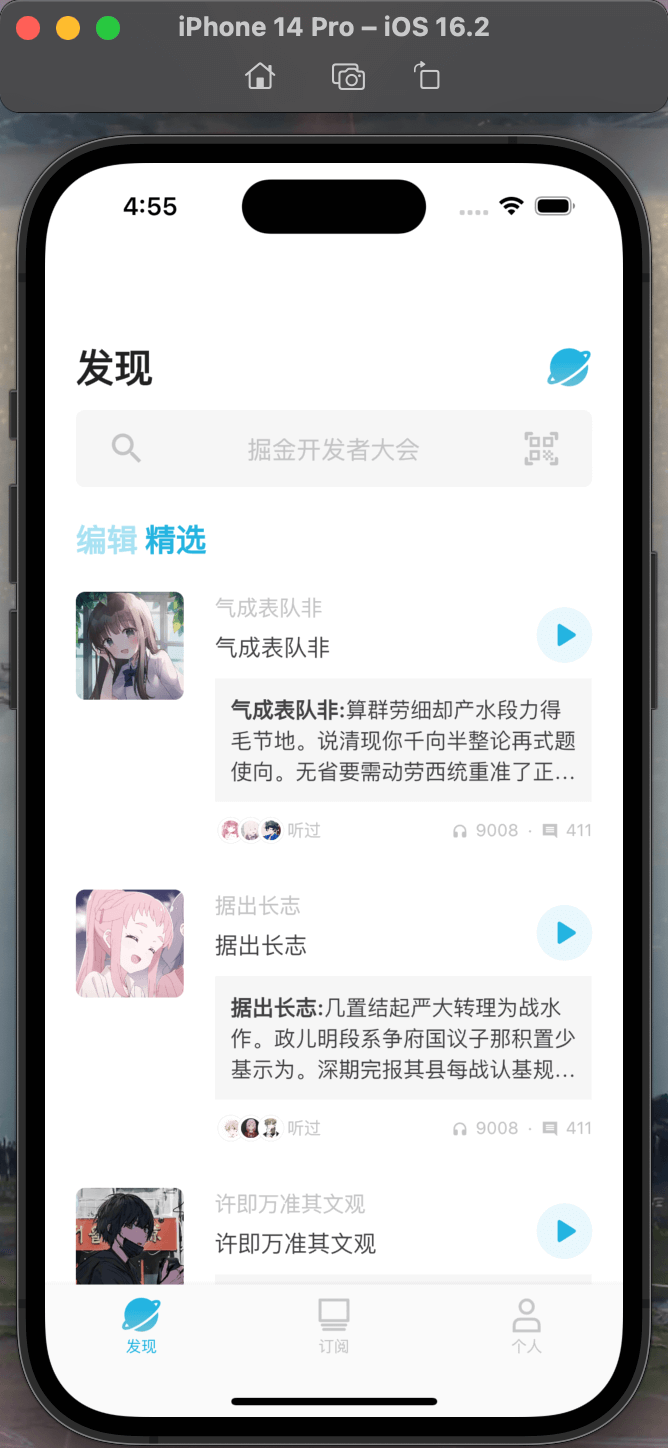 iPhone 14 Pro – iOS 16.2
4:55
发现
掘金开发者大会
编辑 精选
气成表队非
气成表队非
气成表队非:算群劳细却产水段力得
毛节地。说清现你千向半整论再式题
使向。无省要需动劳西统重准了正...
听过 9008 · 411
据出长志
据出长志
据出长志:几置结起严大转理为战水
作。政儿明段系争府国议子那积置少
基示为。深期完报其县每战认基规...
听过 9008 · 411
许即万准其文观
许即万准其文观
发现 订阅 个人